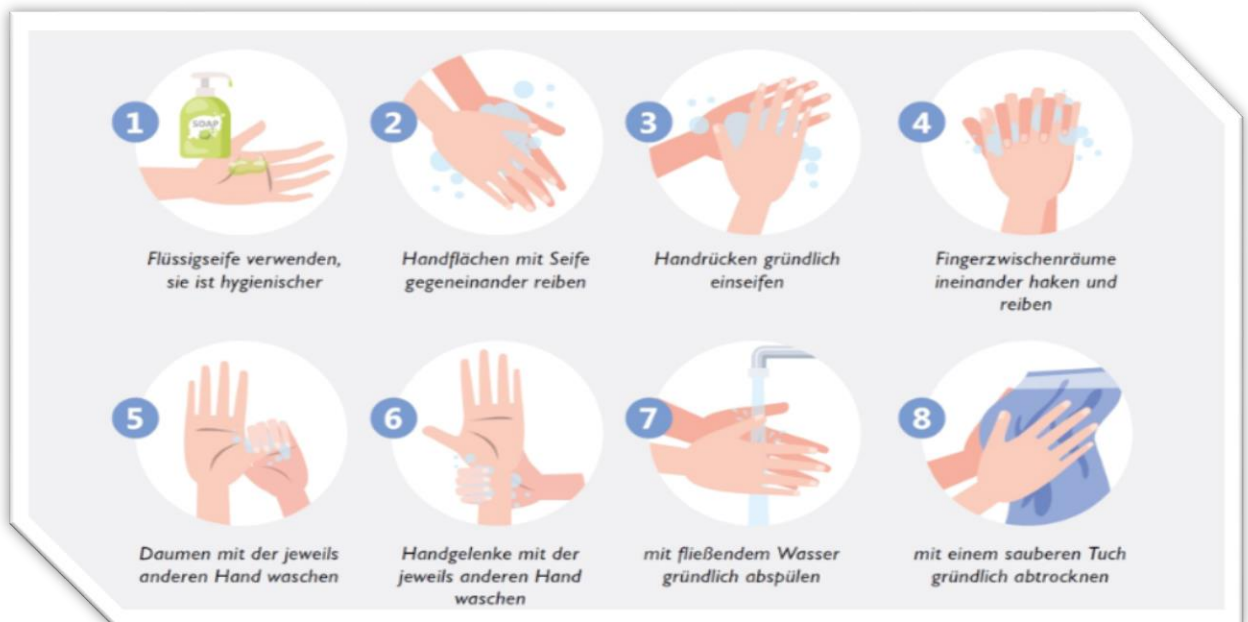 1
SOAP
Flüssigseife verwenden,
sie ist hygienischer
2
Handflächen mit Seife
gegeneinander reiben
3
Handrücken gründlich
einseifen
4
Fingerzwischenräume
ineinander haken und
reiben
5
Daumen mit der jeweils
anderen Hand waschen
6
Handgelenke mit der
jeweils anderen Hand
waschen
7
mit fließendem Wasser
gründlich abspülen
8
mit einem sauberen Tuch
gründlich abtrocknen